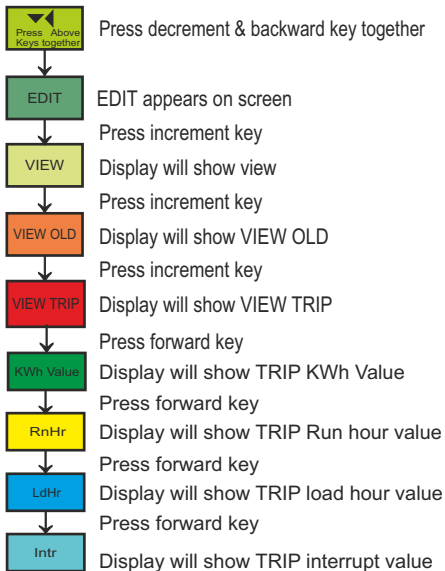 Press Above
Keys together
Press decrement & backward key together
EDIT
EDIT appears on screen
Press increment key
VIEW
Display will show view
Press increment key
VIEW OLD
Display will show VIEW OLD
Press increment key
VIEW TRIP
Display will show VIEW TRIP
Press forward key
KWh Value
Display will show TRIP KWh Value
Press forward key
RnHr
Display will show TRIP Run hour value
Press forward key
LdHr
Display will show TRIP load hour value
Press forward key
Intr
Display will show TRIP interrupt value